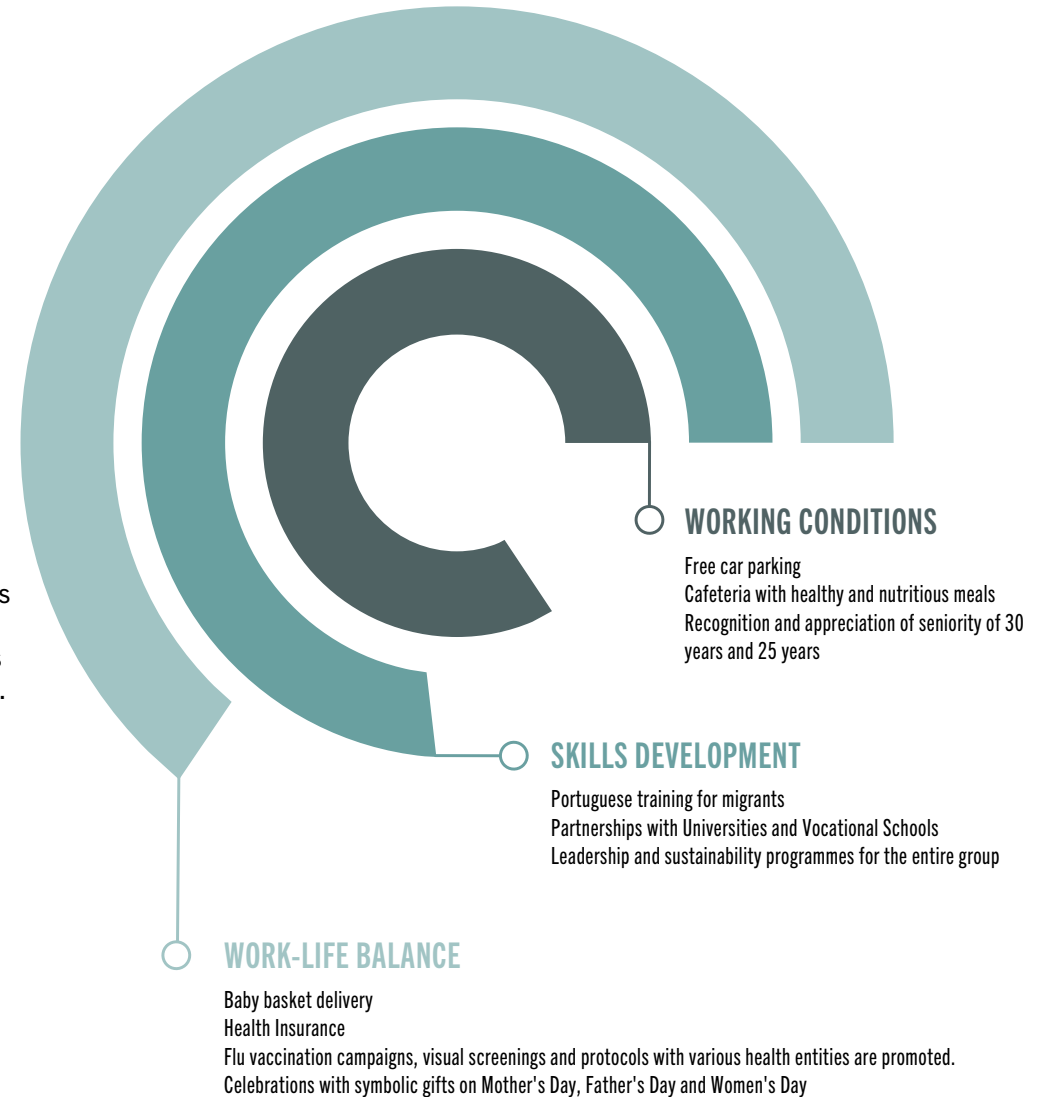 WORKING CONDITIONS
Free car parking
Cafeteria with healthy and nutritious meals
Recognition and appreciation of seniority of 30
years and 25 years
SKILLS DEVELOPMENT
Portuguese training for migrants
Partnerships with Universities and Vocational Schools
Leadership and sustainability programmes for the entire group
WORK-LIFE BALANCE
Baby basket delivery
Health Insurance
Flu vaccination campaigns, visual screenings and protocols with various health entities are promoted.
Celebrations with symbolic gifts on Mother's Day, Father's Day and Women's Day